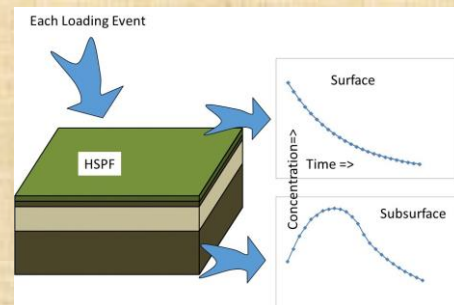 Each Loading Event
HSPF
Surface
Concentration=>
Time =>
Subsurface